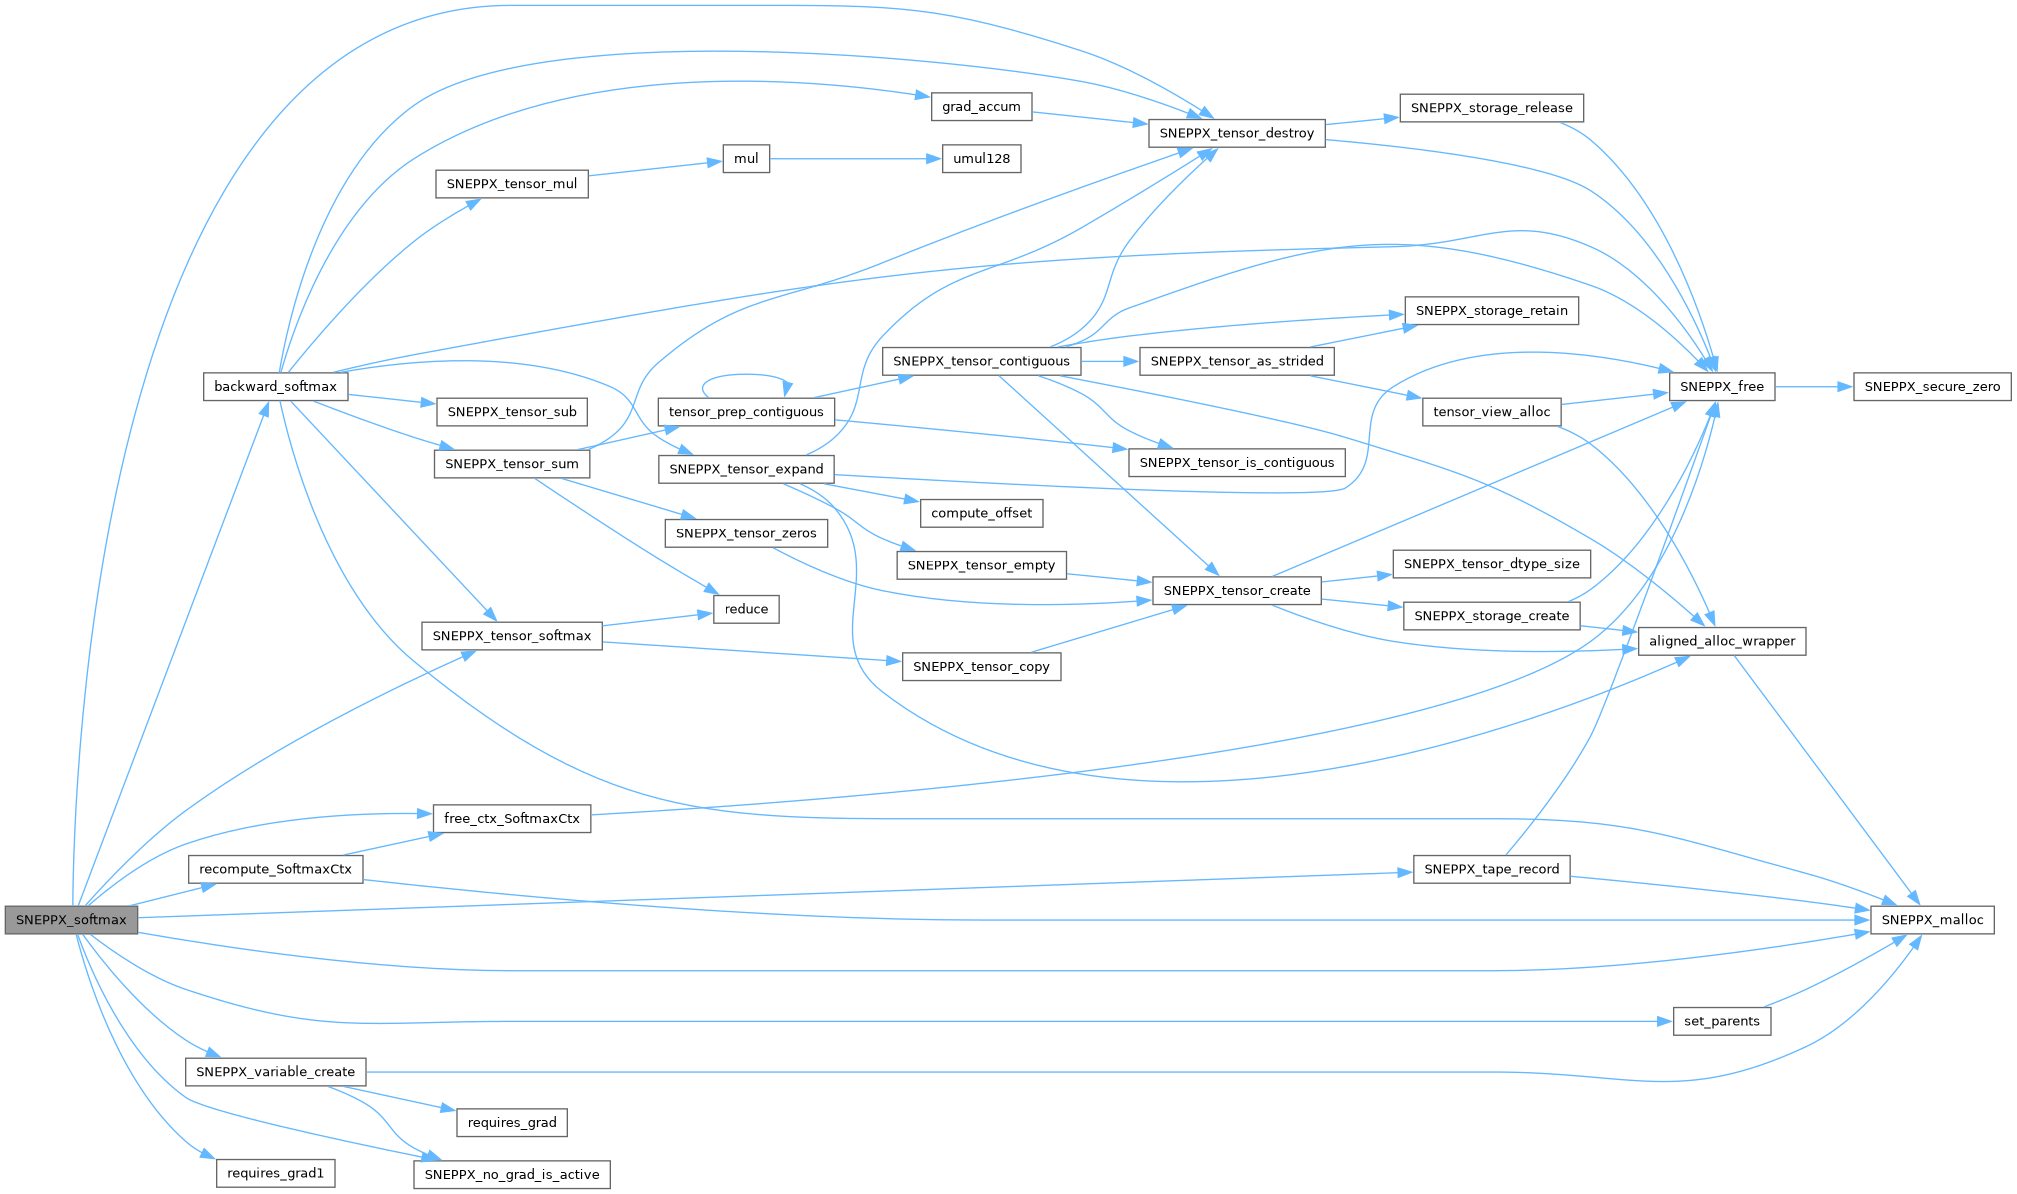 SNEPPX_softmax
backward_softmax
recompute_SoftmaxCtx
SNEPPX_variable_create
requires_grad1
SNEPPX_tensor_mul
SNEPPX_tensor_sub
SNEPPX_tensor_sum
SNEPPX_tensor_softmax
free_ctx_SoftmaxCtx
requires_grad
SNEPPX_no_grad_is_active
mul
tensor_prep_contiguous
SNEPPX_tensor_expand
SNEPPX_tensor_zeros
reduce
grad_accum
umul128
SNEPPX_tensor_contiguous
compute_offset
SNEPPX_tensor_empty
SNEPPX_tensor_copy
SNEPPX_tensor_destroy
SNEPPX_tensor_as_strided
SNEPPX_tensor_is_contiguous
SNEPPX_tensor_create
SNEPPX_storage_release
SNEPPX_storage_retain
tensor_view_alloc
SNEPPX_tensor_dtype_size
SNEPPX_storage_create
SNEPPX_tape_record
SNEPPX_free
aligned_alloc_wrapper
set_parents
SNEPPX_secure_zero
SNEPPX_malloc